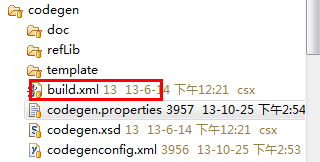 codegen
doc
refLib
template
build.xml 13 13-6-14 下午12:21 csx
codegen.properties 3957 13-10-25 下午2:54
codegen.xsd 13 13-6-14 下午12:21 csx
codegenconfig.xml 3956 13-10-25 下午